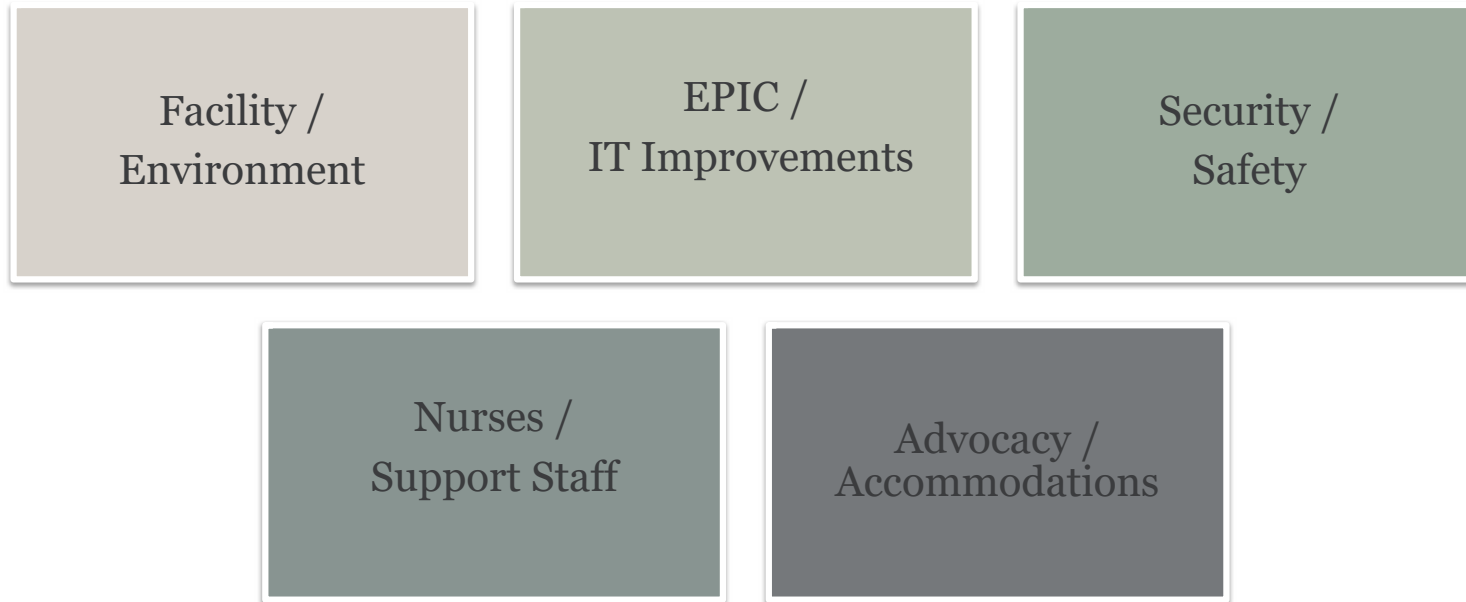 Facility /
Environment
EPIC /
IT Improvements
Security /
Safety
Nurses /
Support Staff
Advocacy /
Accommodations